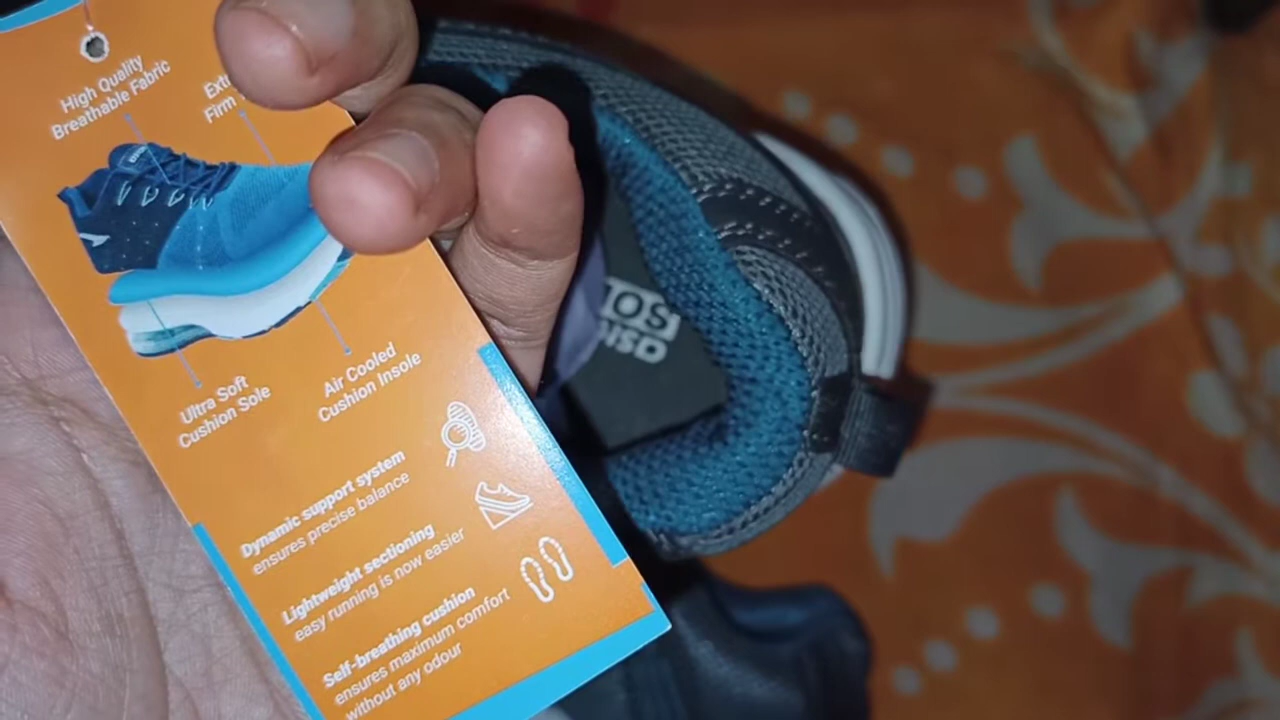 High Quality
Breathable Fabric
Firm
Ultra Soft
Cushion Sole
Air Cooled
Cushion Insole
Dynamic support system
ensures precise balance
Lightweight sectioning
easy running is now easier
Self-breathing cushion
ensures maximum comfort
without any odour